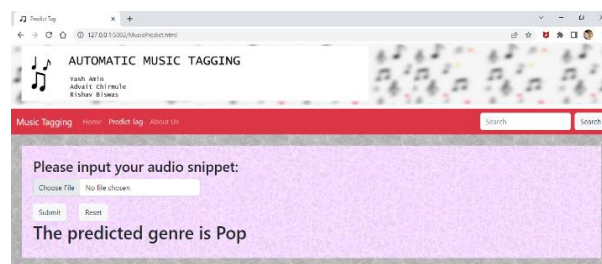 Predict Tag
127.0.0.1:5002/MusicPredict.html
AUTOMATIC MUSIC TAGGING
Yash Amin
Advait Chirmule
Rishav Biswas
Music Tagging Home Predict Tag About Us Search Search
Please input your audio snippet:
Choose File No file chosen
Submit Reset
The predicted genre is Pop